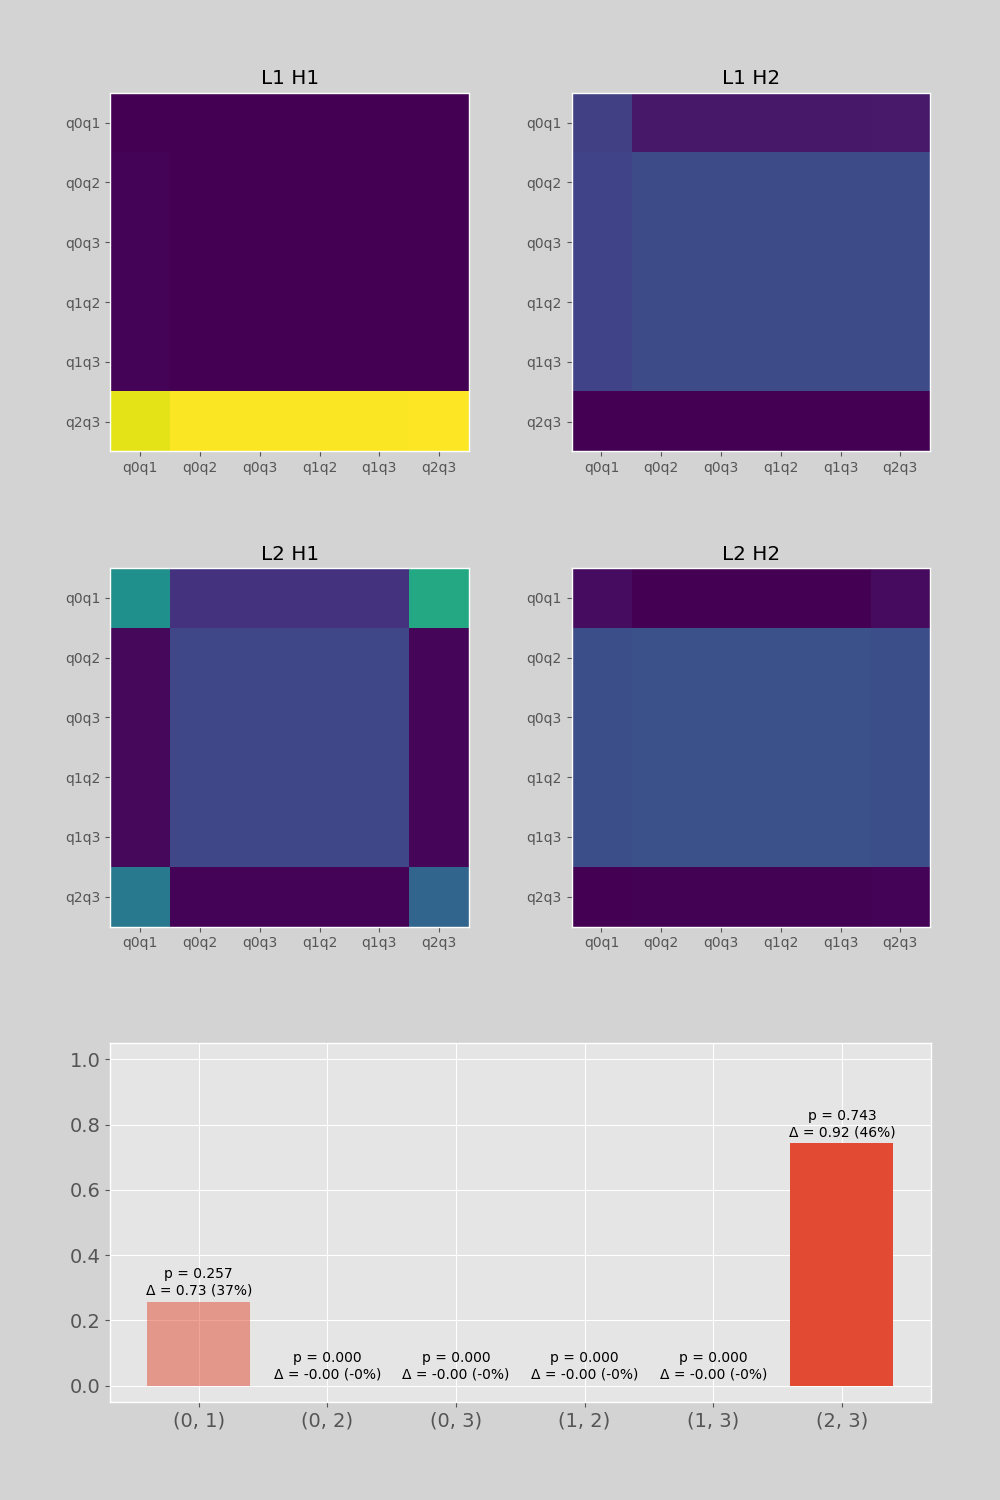 L1 H1
L1 H2
q0q1
q0q2
q0q3
q1q2
q1q3
q2q3
q0q1 q0q2 q0q3 q1q2 q1q3 q2q3
q0q1
q0q2
q0q3
q1q2
q1q3
q2q3
q0q1 q0q2 q0q3 q1q2 q1q3 q2q3
L2 H1
L2 H2
q0q1
q0q2
q0q3
q1q2
q1q3
q2q3
q0q1 q0q2 q0q3 q1q2 q1q3 q2q3
q0q1
q0q2
q0q3
q1q2
q1q3
q2q3
q0q1 q0q2 q0q3 q1q2 q1q3 q2q3
1.0
0.8
0.6
0.4
0.2
0.0
p = 0.257
Δ = 0.73 (37%)
p = 0.000
Δ = -0.00 (-0%)
p = 0.000
Δ = -0.00 (-0%)
p = 0.000
Δ = -0.00 (-0%)
p = 0.000
Δ = -0.00 (-0%)
p = 0.743
Δ = 0.92 (46%)
(0, 1) (0, 2) (0, 3) (1, 2) (1, 3) (2, 3)